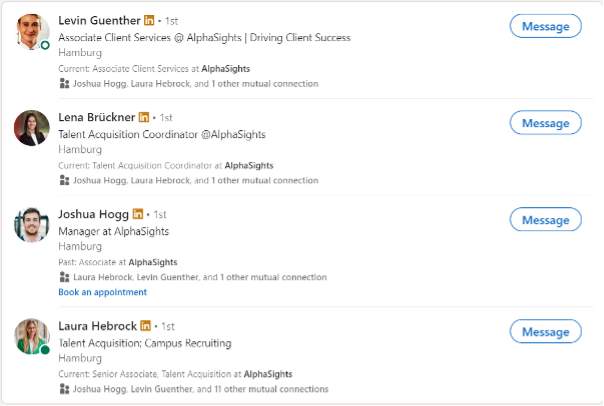 Levin Guenther in • 1st
Message
Associate Client Services @ AlphaSights | Driving Client Success
Hamburg
Current: Associate Client Services at AlphaSights
Joshua Hogg, Laura Hebrock, and 1 other mutual connection
Lena Brückner in • 1st
Message
Talent Acquisition Coordinator @AlphaSights
Hamburg
Current: Talent Acquisition Coordinator at AlphaSights
Joshua Hogg, Laura Hebrock, and 1 other mutual connection
Joshua Hogg in • 1st
Message
Manager at AlphaSights
Hamburg
Past: Associate at AlphaSights
Laura Hebrock, Levin Guenther, and 1 other mutual connection
Book an appointment
Laura Hebrock in • 1st
Message
Talent Acquisition; Campus Recruiting
Hamburg
Current: Senior Associate, Talent Acquisition at AlphaSights
Joshua Hogg, Levin Guenther, and 11 other mutual connections